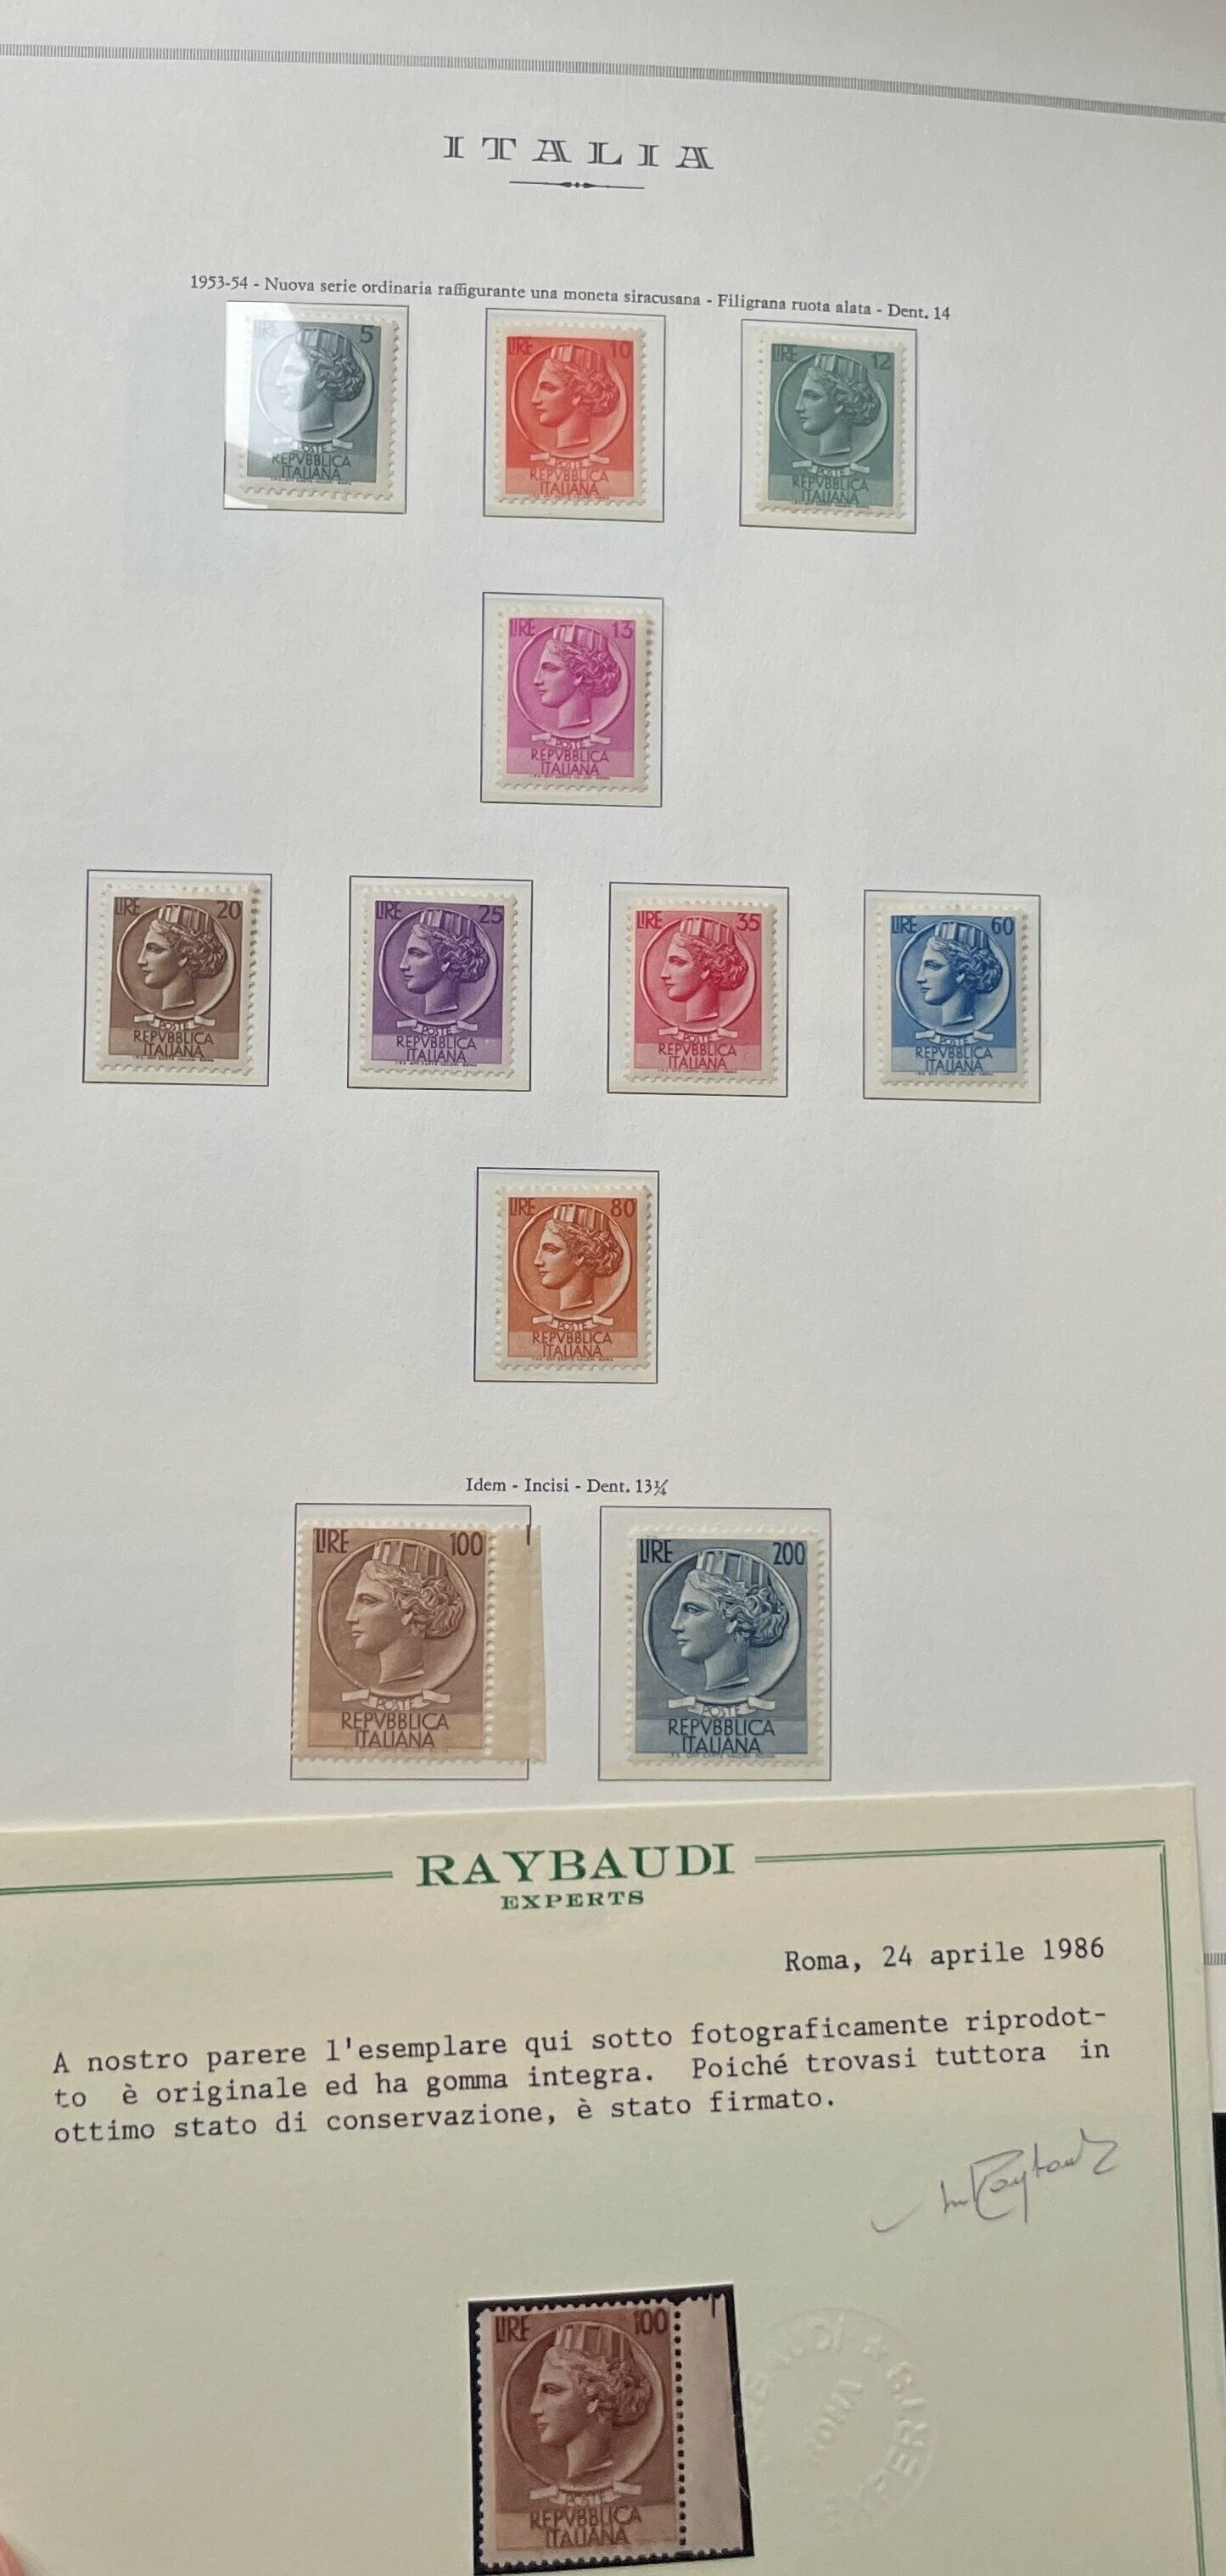 ITALIA
1953-54 - Nuova serie ordinaria raffigurante una moneta siracusana - Filigrana ruota alata - Dent. 14
LIRE 5
POSTE
REPVBBLICA
ITALIANA
LIRE 10
POSTE
REPVBBLICA
ITALIANA
LIRE 12
POSTE
REPVBBLICA
ITALIANA
LIRE 13
POSTE
REPVBBLICA
ITALIANA
LIRE 20
POSTE
REPVBBLICA
ITALIANA
LIRE 25
POSTE
REPVBBLICA
ITALIANA
LIRE 35
POSTE
REPVBBLICA
ITALIANA
LIRE 60
POSTE
REPVBBLICA
ITALIANA
LIRE 80
POSTE
REPVBBLICA
ITALIANA
Idem - Incisi - Dent. 13¼
LIRE 100
POSTE
REPVBBLICA
ITALIANA
LIRE 200
POSTE
REPVBBLICA
ITALIANA
RAYBAUDI
EXPERTS
Roma, 24 aprile 1986
A nostro parere l'esemplare qui sotto fotograficamente riprodot-
to è originale ed ha gomma integra. Poiché trovasi tuttora in
ottimo stato di conservazione, è stato firmato.
LIRE 100
POSTE
REPVBBLICA
ITALIANA
ROMA